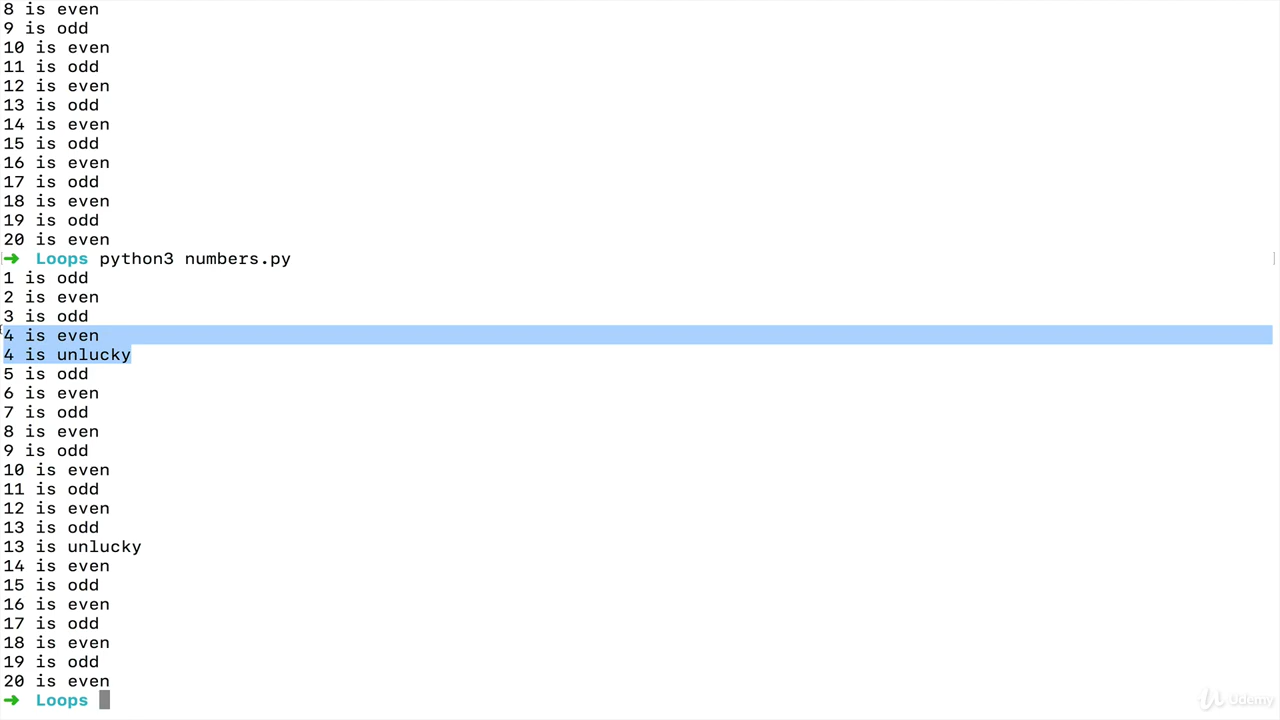 8 is even
9 is odd
10 is even
11 is odd
12 is even
13 is odd
14 is even
15 is odd
16 is even
17 is odd
18 is even
19 is odd
20 is even
➜ Loops python3 numbers.py
1 is odd
2 is even
3 is odd
4 is even
4 is unlucky
5 is odd
6 is even
7 is odd
8 is even
9 is odd
10 is even
11 is odd
12 is even
13 is odd
13 is unlucky
14 is even
15 is odd
16 is even
17 is odd
18 is even
19 is odd
20 is even
➜ Loops
Udemy